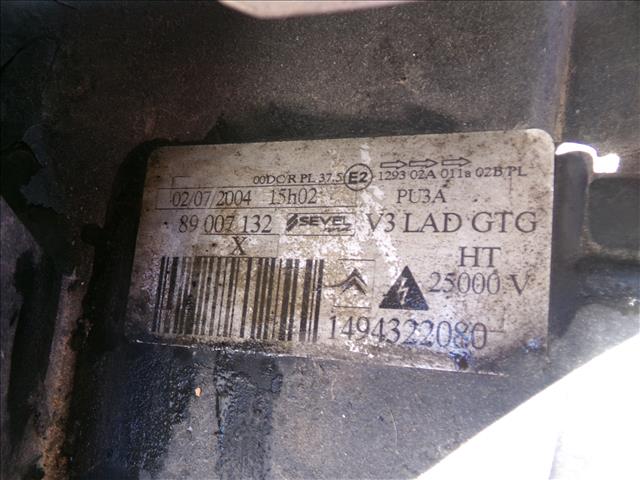 00DC/R PL 37.5 E2 1293 02A 011a 02B PL
02/07/2004 15h02 PU3A
89 007 132 SEVEL V3 LAD GTG
X HT
25000 V
1494322080